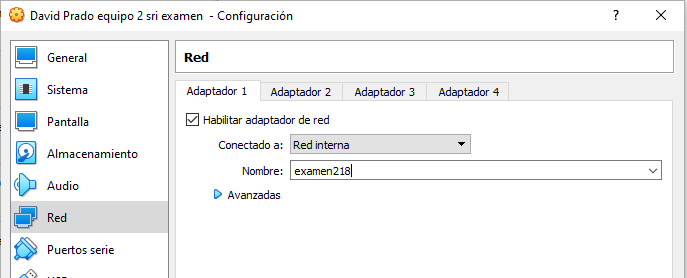 David Prado equipo 2 sri examen - Configuración
?
General
Sistema
Pantalla
Almacenamiento
Audio
Red
Puertos serie
Red
Adaptador 1 Adaptador 2 Adaptador 3 Adaptador 4
Habilitar adaptador de red
Conectado a: Red interna
Nombre: examen218
Avanzadas